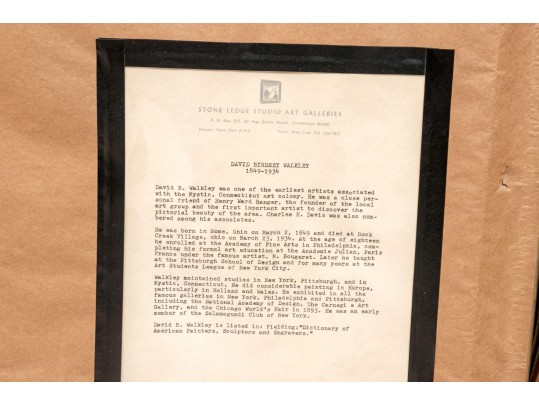 STONE LEDGE STUDIO ART GALLERIES
DAVID BIRDSEY WALKLEY
1849-1934
David B. Walkley was one of the earliest artists associated
with the Mystic, Connecticut art colony. He was a close per-
sonal friend of Henry Ward Ranger, the founder of the local
art group and the first important artist to discover the
pictorial beauty of the area. Charles H. Davis was also num-
bered among his associates.
He was born in Rome, Ohio on March 2, 1849 and died at Rock
Creek Village, ohio on March 23, 1934. At the age of eighteen
he enrolled at the Academy of Fine Arts in Philadelphia, com-
pleting his formal art education at the Academie Julian, Paris
France under the famous artist, M. Bougaret. Later he taught
at the Pittsburgh School of Design and for many years at the
Art Students League of New York City.
Walkley maintained studios in New York, Pittsburgh, and in
Mystic, Connecticut. He did considerable painting in Europe,
particularly in Holland and Wales. He exhibited in all the
famous galleries in New York, Philadelphia and Pittsburgh,
including the National Academy of Design, The Carnegi e Art
Gallery, and the Chicago World's Fair in 1893. He was an early
member of the Salamagundi Club of New York.
David B. Walkley is listed in: Fielding;"Dictionary of
American Painters, Sculptors and Engravers."